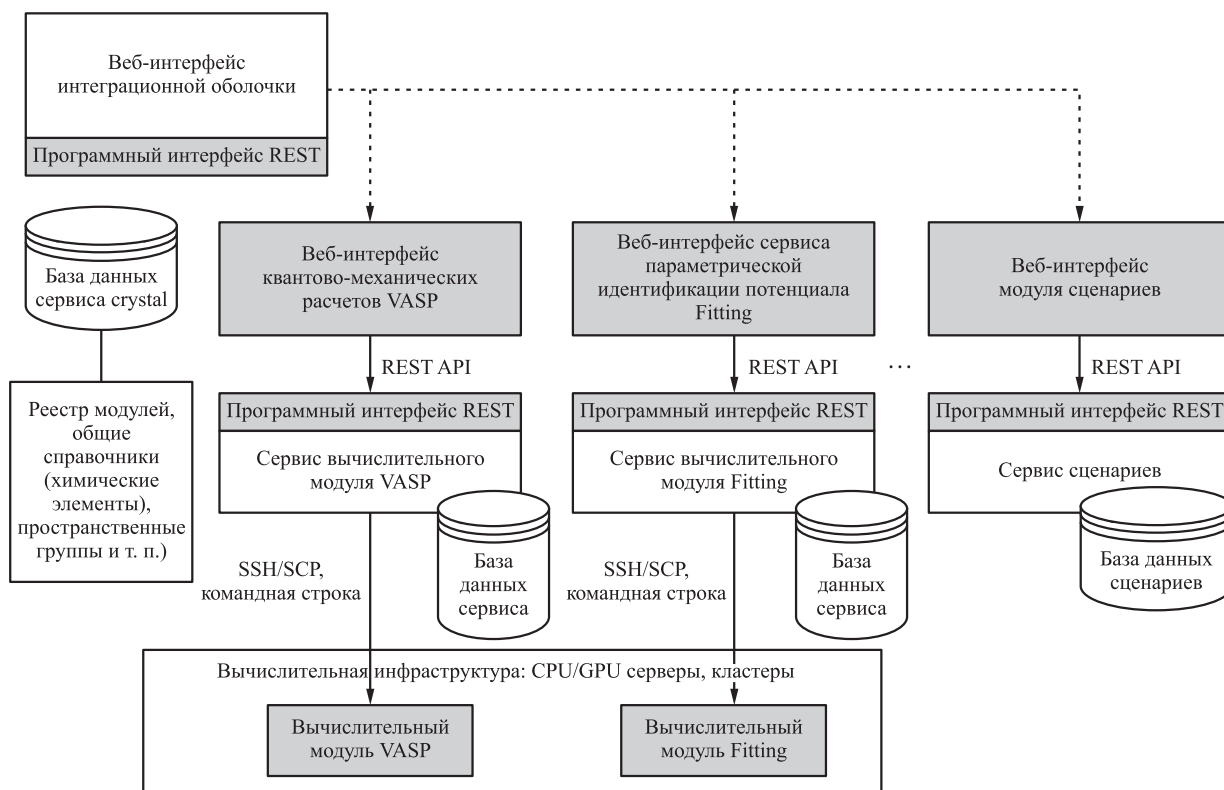 Веб-интерфейс
интеграционной оболочки
Программный интерфейс REST
База данных
сервиса crystal
Реестр модулей,
общие
справочники
(химические
элементы),
пространственные
группы и т. п.)
Веб-интерфейс
квантово-механических
расчетов VASP
Веб-интерфейс сервиса
параметрической
идентификации потенциала
Fitting
Веб-интерфейс
модуля сценариев
REST API
REST API
...
REST API
Программный интерфейс REST
Сервис вычислительного
модуля VASP
Программный интерфейс REST
Сервис вычислительного
модуля Fitting
Программный интерфейс REST
Сервис сценариев
SSH/SCP,
командная строка
База
данных
сервиса
SSH/SCP,
командная строка
База
данных
сервиса
База данных
сценариев
Вычислительная инфраструктура: CPU/GPU серверы, кластеры
Вычислительный
модуль VASP
Вычислительный
модуль Fitting